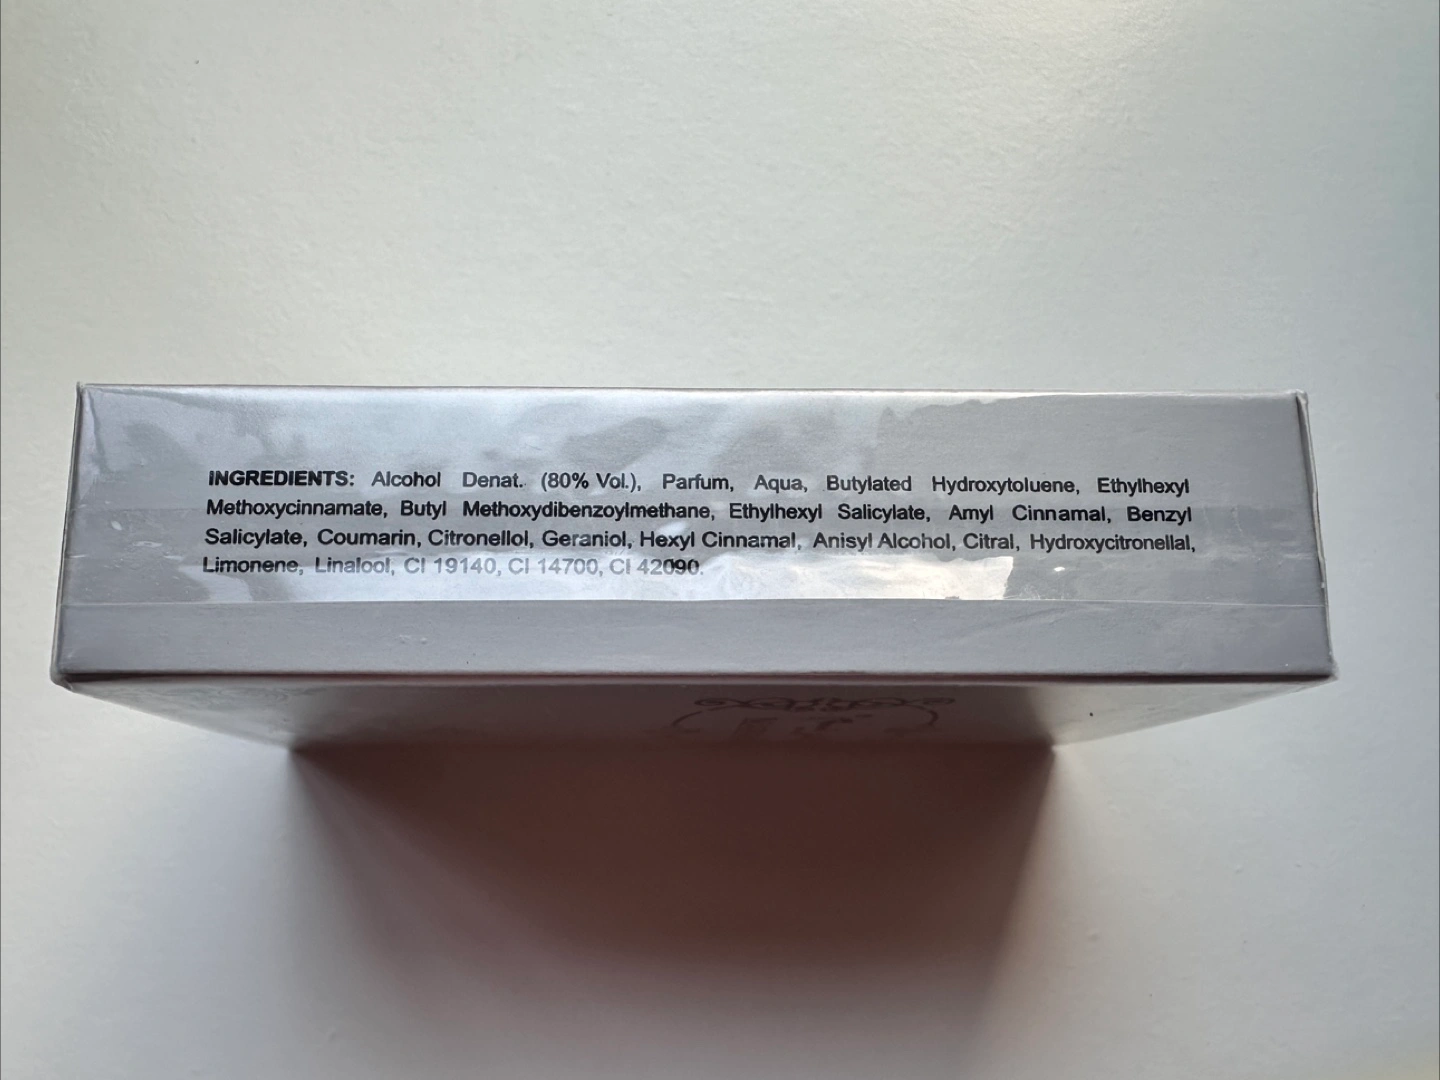 INGREDIENTS: Alcohol Denat. (80% Vol.), Parfum, Aqua, Butylated Hydroxytoluene, Ethylhexyl
Methoxycinnamate, Butyl Methoxydibenzoylmethane, Ethylhexyl Salicylate, Amyl Cinnamal, Benzyl
Salicylate, Coumarin, Citronellol, Geraniol, Hexyl Cinnamal, Anisyl Alcohol, Citral, Hydroxycitronellal,
Limonene, Linalool, CI 19140, CI 14700, CI 42090.